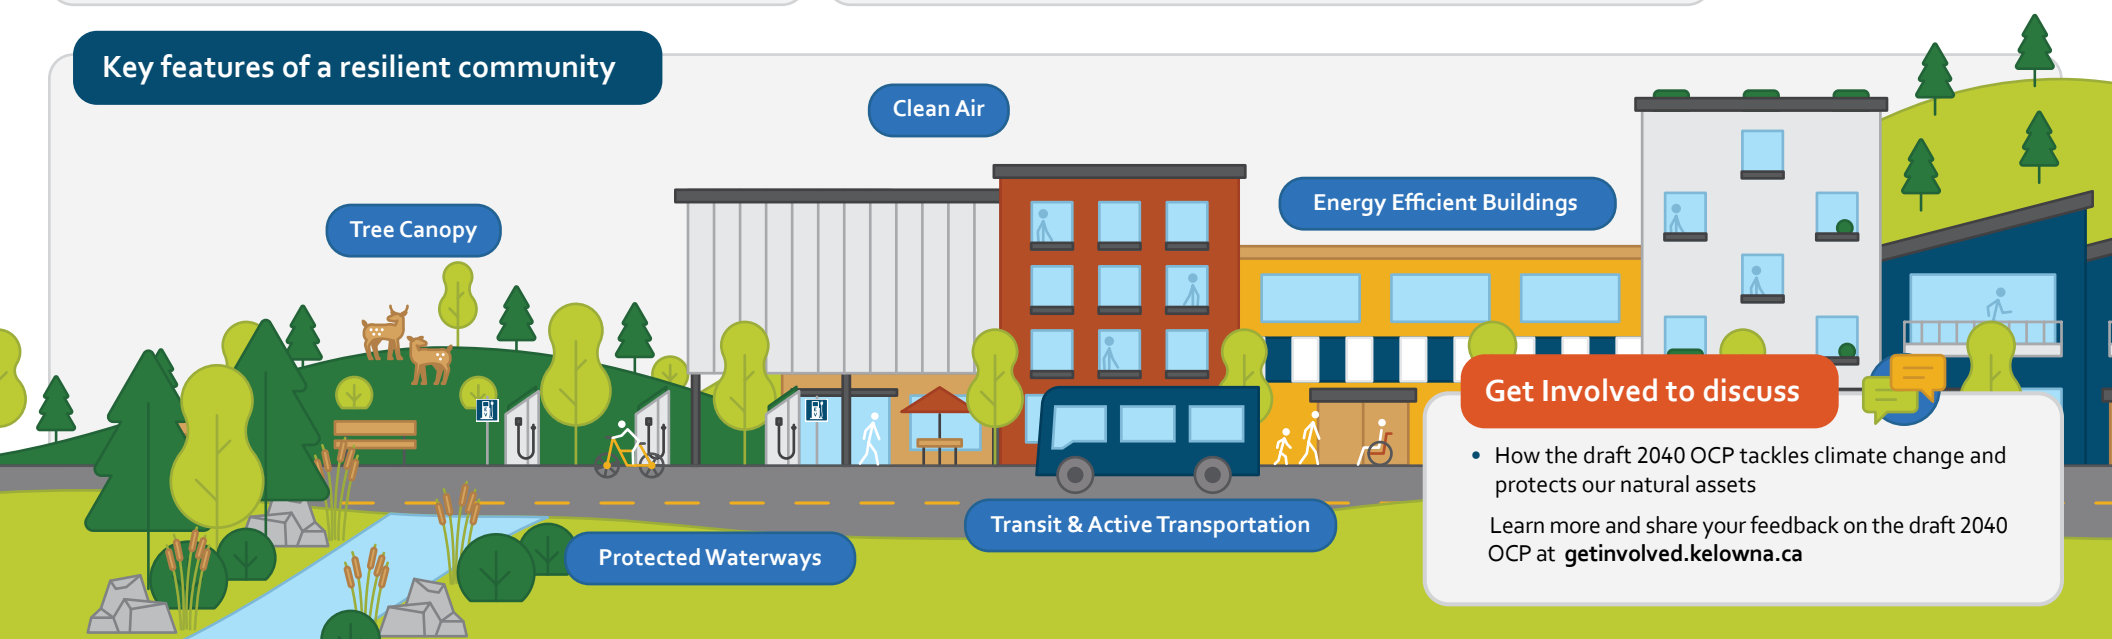 Key features of a resilient community
Clean Air
Energy Efficient Buildings
Tree Canopy
Transit & Active Transportation
Protected Waterways
Get Involved to discuss
• How the draft 2040 OCP tackles climate change and
protects our natural assets
Learn more and share your feedback on the draft 2040
OCP at getinvolved.kelowna.ca